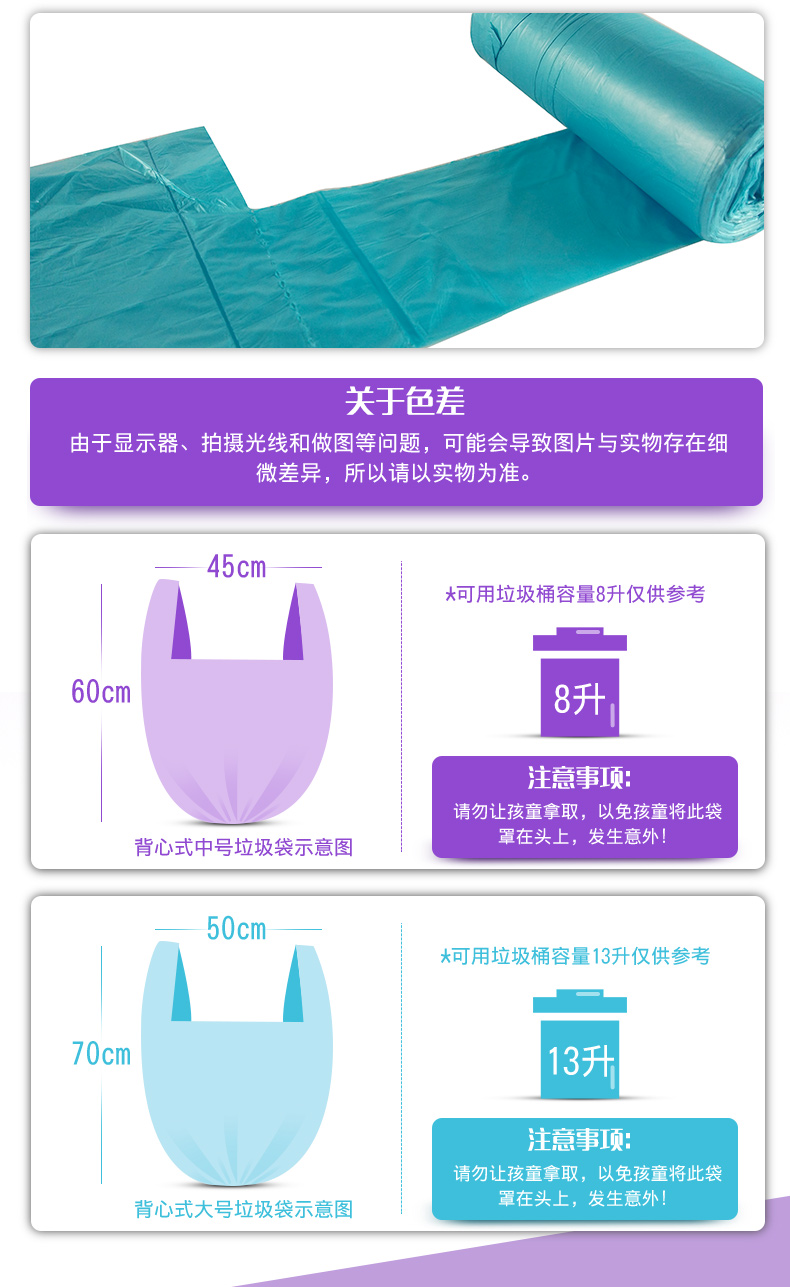 关于色差
由于显示器、拍摄光线和做图等问题，可能会导致图片与实物存在细
微差异，所以请以实物为准。
45cm
60cm
背心式中号垃圾袋示意图
*可用垃圾桶容量8升仅供参考
8升
注意事项：
请勿让孩童拿取，以免孩童将此袋
罩在头上，发生意外！
50cm
70cm
背心式大号垃圾袋示意图
*可用垃圾桶容量13升仅供参考
13升
注意事项：
请勿让孩童拿取，以免孩童将此袋
罩在头上，发生意外！